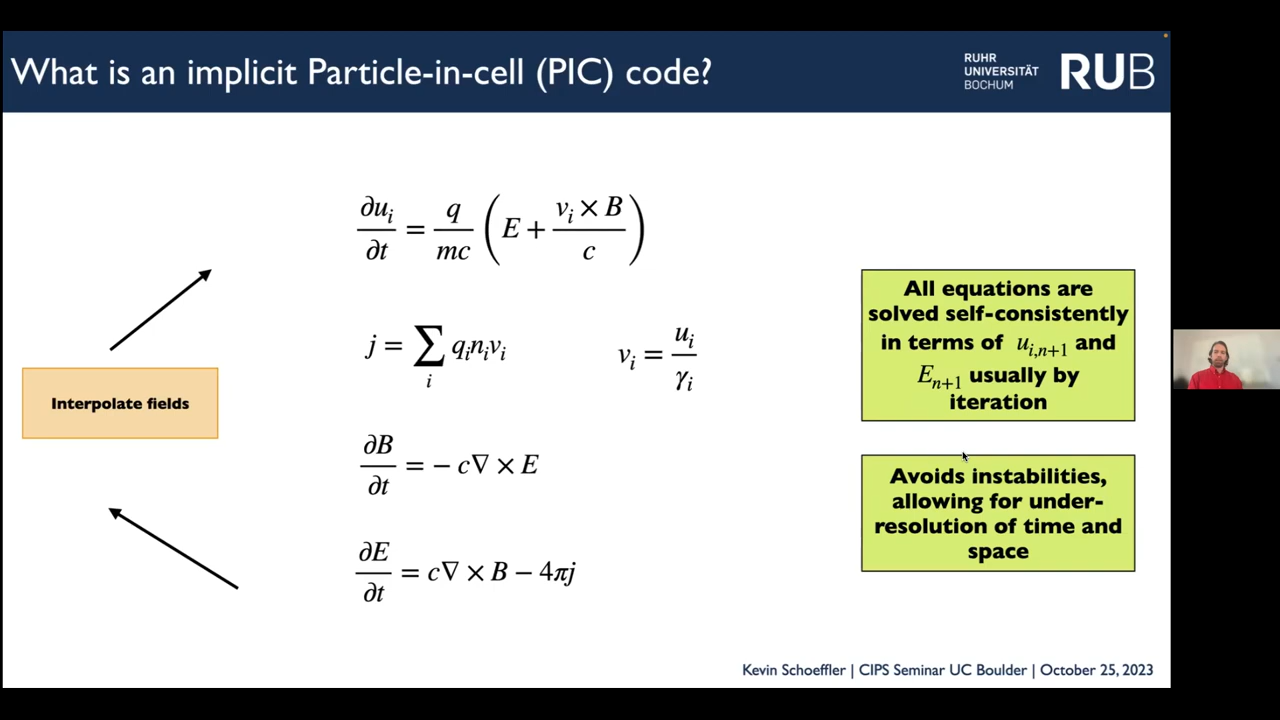 What is an implicit Particle-in-cell (PIC) code?
RUHR
UNIVERSITÄT
BOCHUM
RUB
∂u_i/∂t = q/mc (E + v_i × B/c)
j = ∑_i q_i n_i v_i
v_i = u_i/γ_i
∂B/∂t = − c∇ × E
∂E/∂t = c∇ × B − 4πj
Interpolate fields
All equations are
solved self-consistently
in terms of u_{i,n+1} and
E_{n+1} usually by
iteration
Avoids instabilities,
allowing for under-
resolution of time and
space
Kevin Schoeffler | CIPS Seminar UC Boulder | October 25, 2023